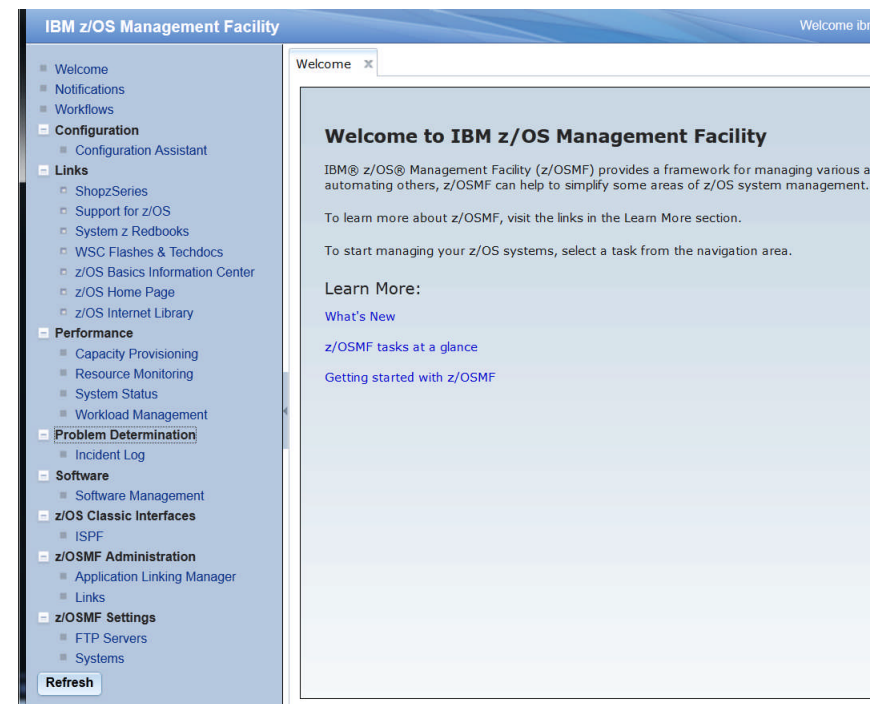 IBM z/OS Management Facility
Welcome ibr
Welcome
Notifications
Workflows
Configuration
Configuration Assistant
Links
ShopzSeries
Support for z/OS
System z Redbooks
WSC Flashes & Techdocs
z/OS Basics Information Center
z/OS Home Page
z/OS Internet Library
Performance
Capacity Provisioning
Resource Monitoring
System Status
Workload Management
Problem Determination
Incident Log
Software
Software Management
z/OS Classic Interfaces
ISPF
z/OSMF Administration
Application Linking Manager
Links
z/OSMF Settings
FTP Servers
Systems
Refresh
Welcome
Welcome to IBM z/OS Management Facility
IBM® z/OS® Management Facility (z/OSMF) provides a framework for managing various a
automating others, z/OSMF can help to simplify some areas of z/OS system management.
To learn more about z/OSMF, visit the links in the Learn More section.
To start managing your z/OS systems, select a task from the navigation area.
Learn More:
What's New
z/OSMF tasks at a glance
Getting started with z/OSMF